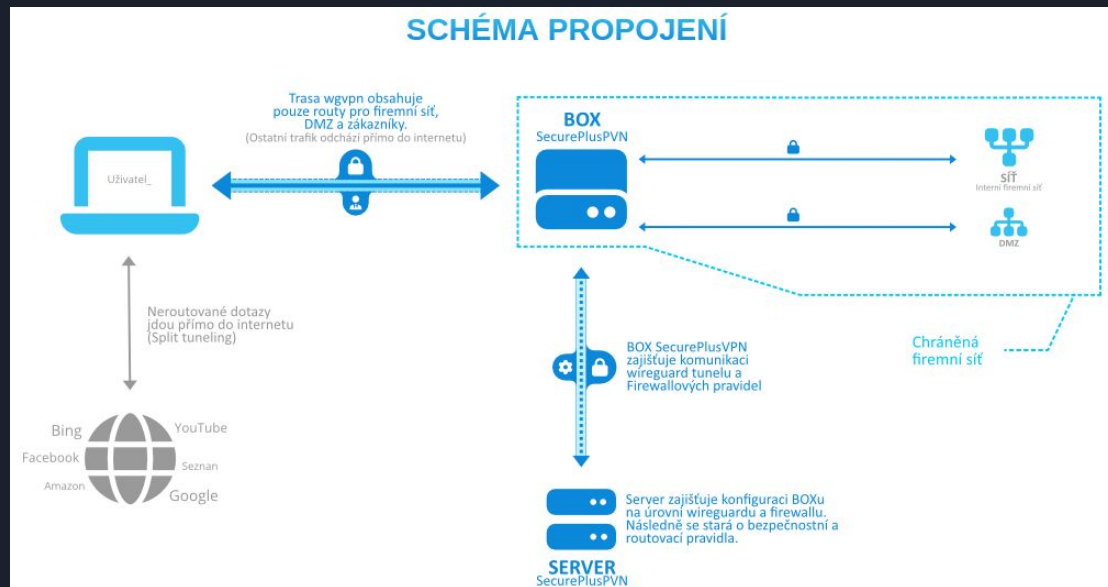 SCHÉMA PROPOJENÍ
Trasa wgvpn obsahuje
pouze routy pro firemní síť,
DMZ a zákazníky.
(Ostatní trafik odchází přímo do internetu)
Uživatel_
BOX
SecurePlusPVN
SÍŤ
Interní firemní síť
DMZ
Neroutované dotazy
jdou přímo do internetu
(Split tuneling)
BOX SecurePlusVPN
zajišťuje komunikaci
wireguard tunelu a
Firewallových pravidel
Chráněná
firemní síť
Bing
YouTube
Facebook
Seznan
Amazon
Google
Server zajišťuje konfiguraci BOXu
na úrovní wireguardu a firewallu.
Následně se stará o bezpečnostní a
routovací pravidla.
SERVER
SecurePlusPVN